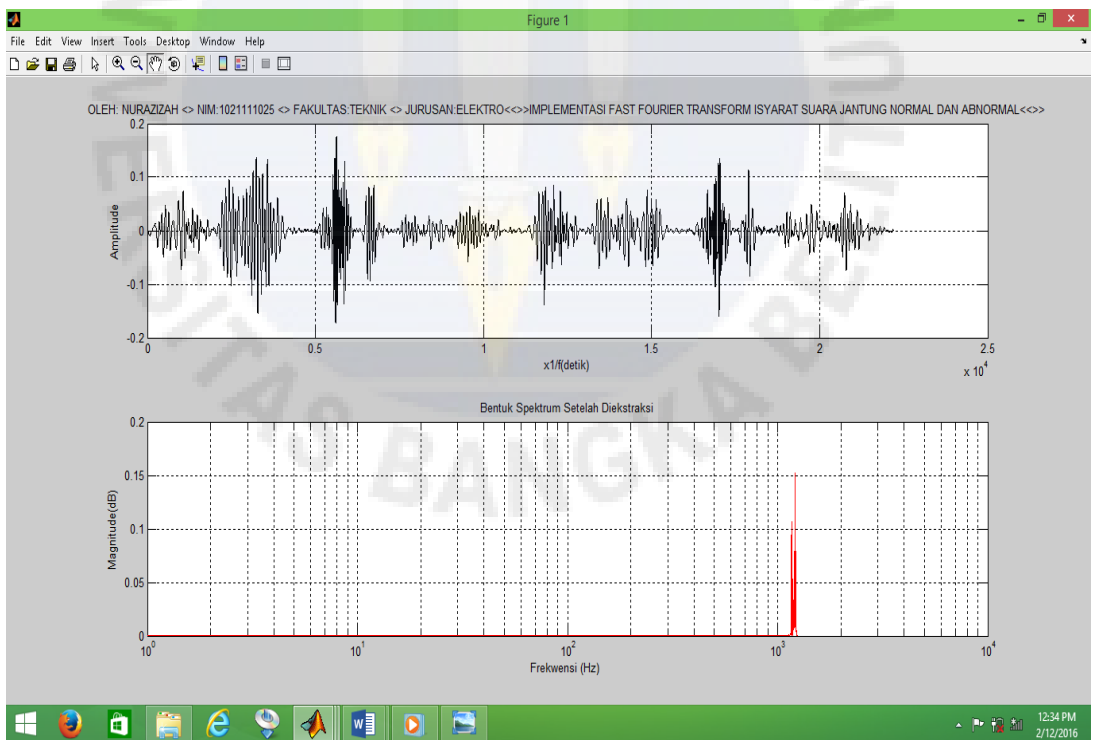 Figure 1
File Edit View Insert Tools Desktop Window Help
OLEH: NURAZIZAH <> NIM:1021111025 <> FAKULTAS:TEKNIK <> JURUSAN:ELEKTRO<<>>IMPLEMENTASI FAST FOURIER TRANSFORM ISYARAT SUARA JANTUNG NORMAL DAN ABNORMAL<<>>
0.2
0.1
0
-0.1
-0.2
Amplitude
0 0.5 1 1.5 2 2.5
x1/f(detik)
x 10^4
Bentuk Spektrum Setelah Diekstraksi
0.2
0.15
0.1
0.05
0
Magnitude(dB)
10^0 10^1 10^2 10^3 10^4
Frekwensi (Hz)
SITAS BANGKA BELITU
12:34 PM
2/12/2016